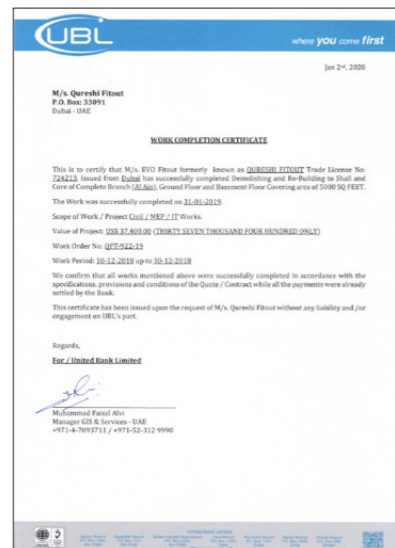 UBL
where you come first
Jan 2nd, 2020
M/s. Qureshi Fitout
P.O. Box: 33091
Dubai - UAE
WORK COMPLETION CERTIFICATE
This is to certify that M/s. EVO Fitout formerly known as QURESHI FITOUT Trade License No:
724213, Issued from Dubai has successfully completed Demolishing and Re-Building to Shall and
Core of Complete Branch (Al Ain), Ground Floor and Basement Floor Covering area of 5000 SQ FEET.
The Work was successfully completed on 31-01-2019.
Scope of Work / Project Civil / MEP / IT Works.
Value of Project: US$ 37,400.00 (THIRTY SEVEN THOUSAND FOUR HUNDRED ONLY)
Work Order No: QFT-922-19
Work Period: 10-12-2018 up to 30-12-2018
We confirm that all works mentioned above were successfully completed in accordance with the
specifications, provisions and conditions of the Quote / Contract while all the payments were already
settled by the Bank.
This certificate has been issued upon the request of M/s. Qureshi Fitout without any liability and /or
engagement on UBL's part.
Regards,
For / United Bank Limited
Muhammad Faisal Alvi
Manager GIS & Services - UAE
+971-4-7093711 / +971-52-312 9990
United Bank Limited